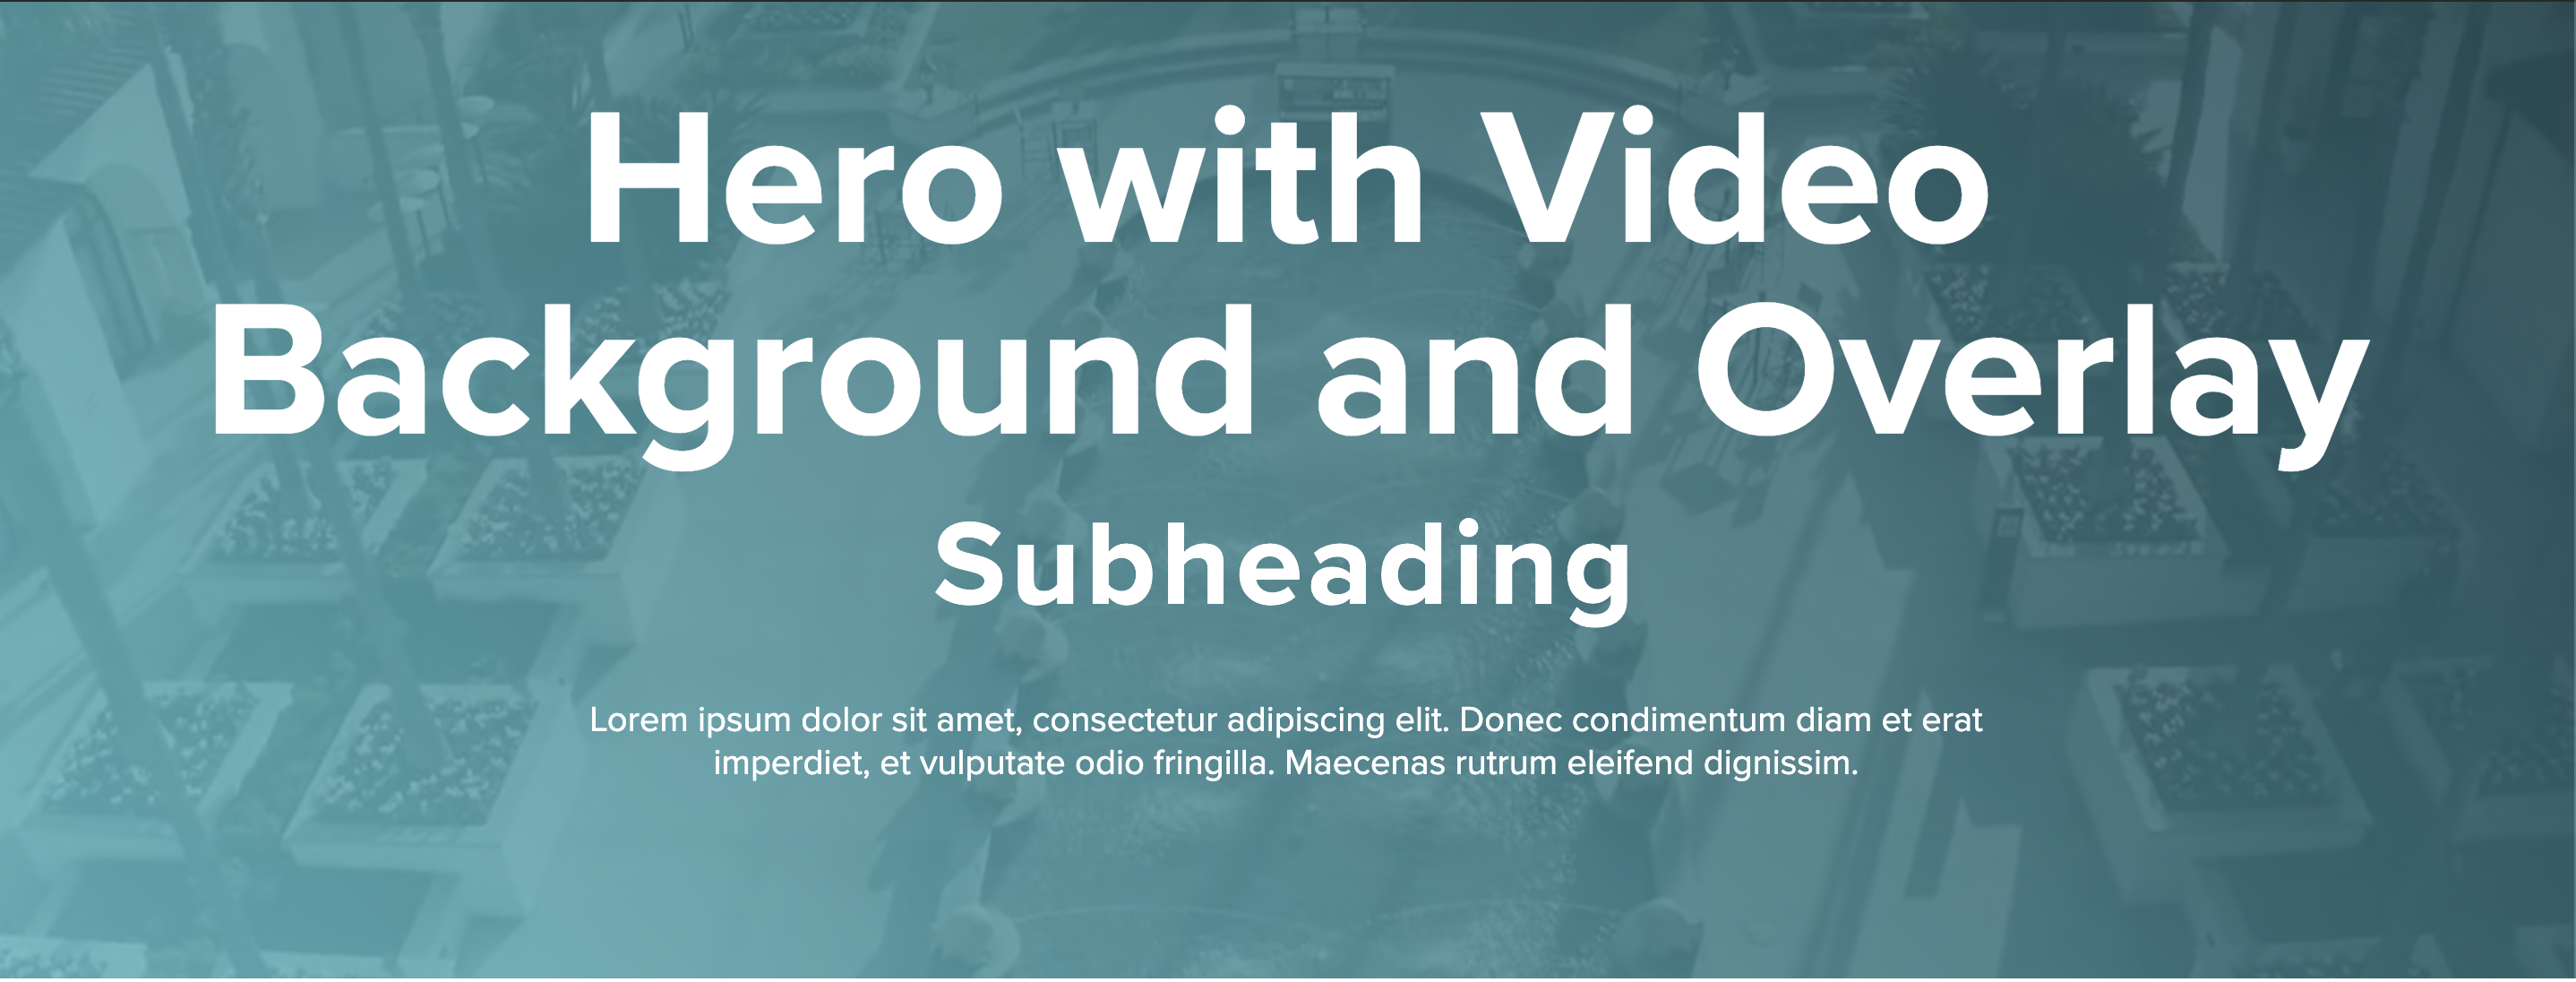 Hero with Video
Background and Overlay
Subheading
Lorem ipsum dolor sit amet, consectetur adipiscing elit. Donec condimentum diam et erat
imperdiet, et vulputate odio fringilla. Maecenas rutrum eleifend dignissim.